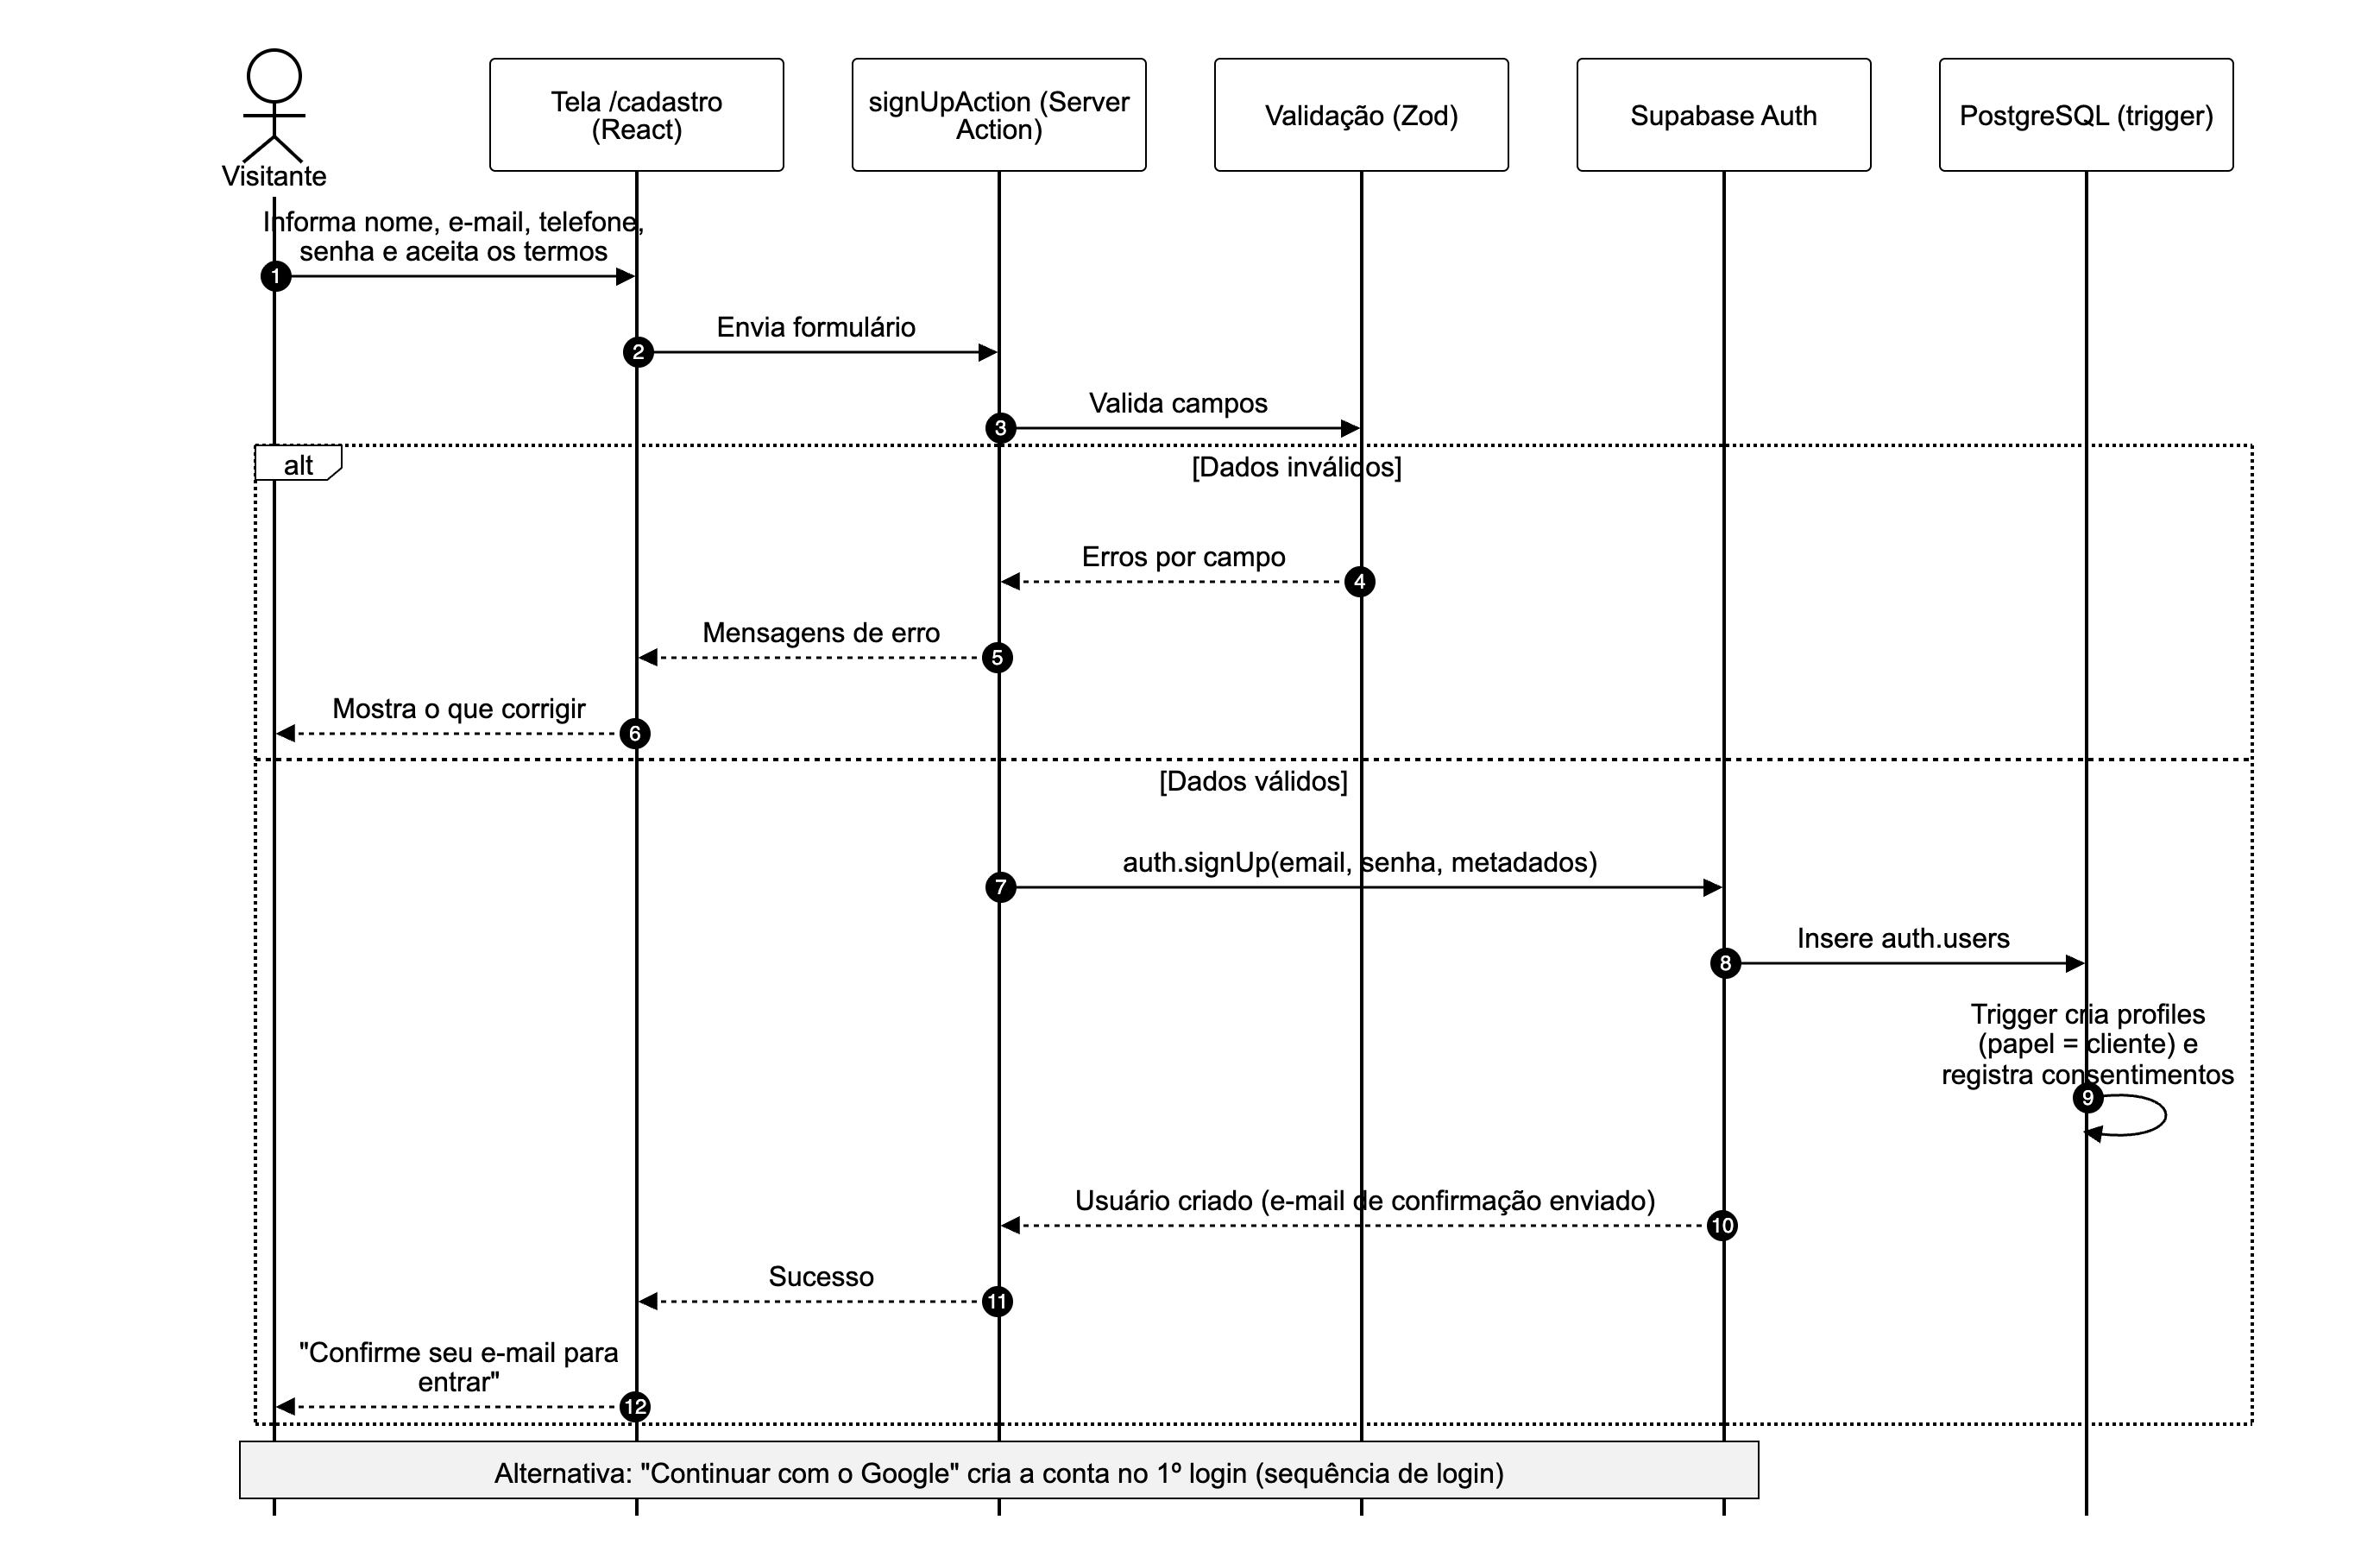 Visitante
Tela /cadastro
(React)
signUpAction (Server
Action)
Validação (Zod)
Supabase Auth
PostgreSQL (trigger)
Informa nome, e-mail, telefone,
senha e aceita os termos
1
Envia formulário
2
Valida campos
3
alt
[Dados inválidos]
Erros por campo
4
Mensagens de erro
5
Mostra o que corrigir
6
[Dados válidos]
auth.signUp(email, senha, metadados)
7
Insere auth.users
8
Trigger cria profiles
(papel = cliente) e
registra consentimentos
9
Usuário criado (e-mail de confirmação enviado)
10
Sucesso
11
"Confirme seu e-mail para
entrar"
12
Alternativa: "Continuar com o Google" cria a conta no 1º login (sequência de login)